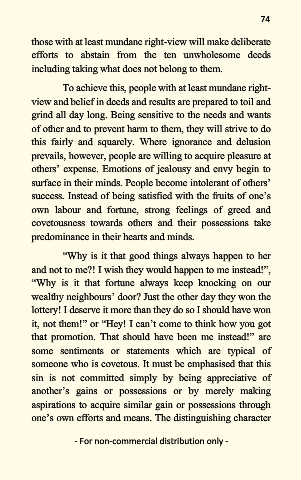 74
those with at least mundane right-view will make deliberate
efforts to abstain from the ten unwholesome deeds
including taking what does not belong to them.
To achieve this, people with at least mundane right-
view and belief in deeds and results are prepared to toil and
grind all day long. Being sensitive to the needs and wants
of other and to prevent harm to them, they will strive to do
this fairly and squarely. Where ignorance and delusion
prevails, however, people are willing to acquire pleasure at
others’ expense. Emotions of jealousy and envy begin to
surface in their minds. People become intolerant of others’
success. Instead of being satisfied with the fruits of one’s
own labour and fortune, strong feelings of greed and
covetousness towards others and their possessions take
predominance in their hearts and minds.
“Why is it that good things always happen to her
and not to me?! I wish they would happen to me instead!”,
“Why is it that fortune always keep knocking on our
wealthy neighbours’ door? Just the other day they won the
lottery! I deserve it more than they do so I should have won
it, not them!” or “Hey! I can’t come to think how you got
that promotion. That should have been me instead!” are
some sentiments or statements which are typical of
someone who is covetous. It must be emphasised that this
sin is not committed simply by being appreciative of
another’s gains or possessions or by merely making
aspirations to acquire similar gain or possessions through
one’s own efforts and means. The distinguishing character
- For non-commercial distribution only -